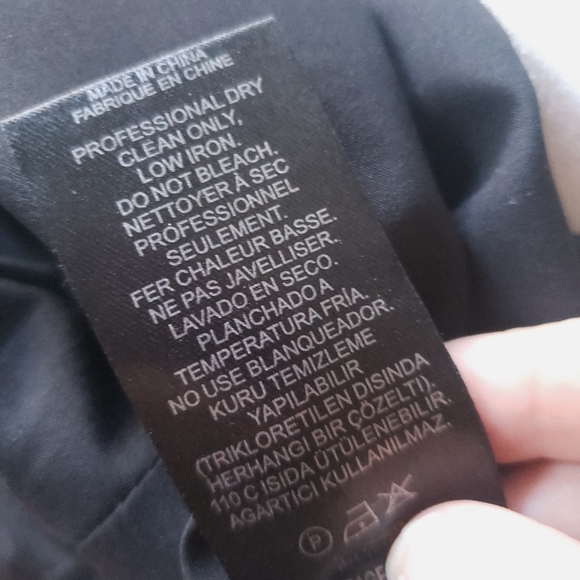 MADE IN CHINA
FABRIQUE EN CHINE
PROFESSIONAL DRY
CLEAN ONLY,
LOW IRON.
DO NOT BLEACH.
NETTOYER À SEC
PROFESSIONNEL
SEULEMENT.
FER CHALEUR BASSE.
NE PAS JAVELLISER.
LAVADO EN SECO.
PLANCHADO A
TEMPERATURA FRÍA.
NO USE BLANQUEADOR.
KURU TEMIZLEME
YAPILABILIR
(TRIKLORETILEN DISINDA
HERHANGI BIR ÇÖZELTI).
110 C ISIDA ÜTÜLENEBILIR.
AGARTICI KULLANILMAZ.
P